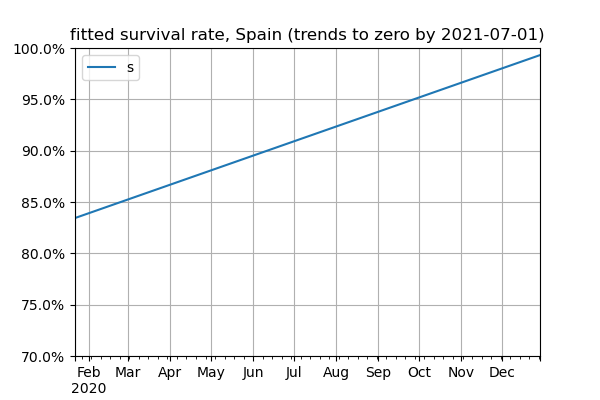 fitted survival rate, Spain (trends to zero by 2021-07-01)
100.0%
s
95.0%
90.0%
85.0%
80.0%
75.0%
70.0%
Feb Mar Apr May Jun Jul Aug Sep Oct Nov Dec
2020